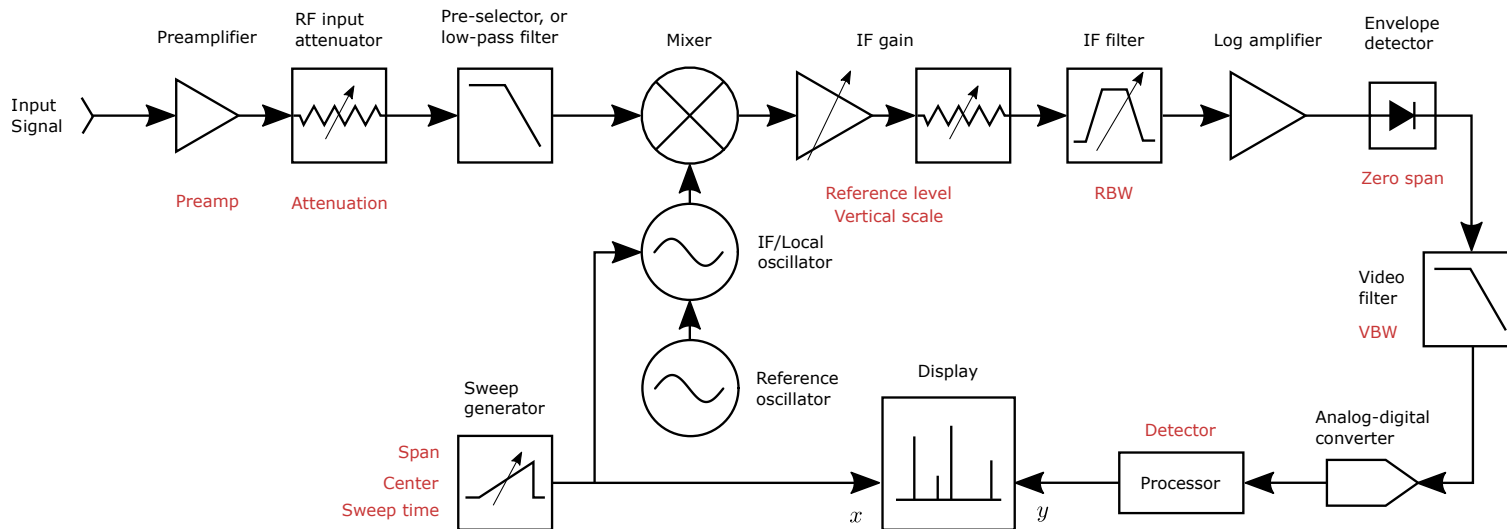 Preamplifier
RF input
attenuator
Pre-selector, or
low-pass filter
Mixer
IF gain
IF filter
Log amplifier
Envelope
detector
Input
Signal
Preamp
Attenuation
Reference level
Vertical scale
RBW
Zero span
IF/Local
oscillator
Video
filter
VBW
Reference
oscillator
Display
Sweep
generator
Span
Center
Sweep time
Detector
Processor
Analog-digital
converter
x
y